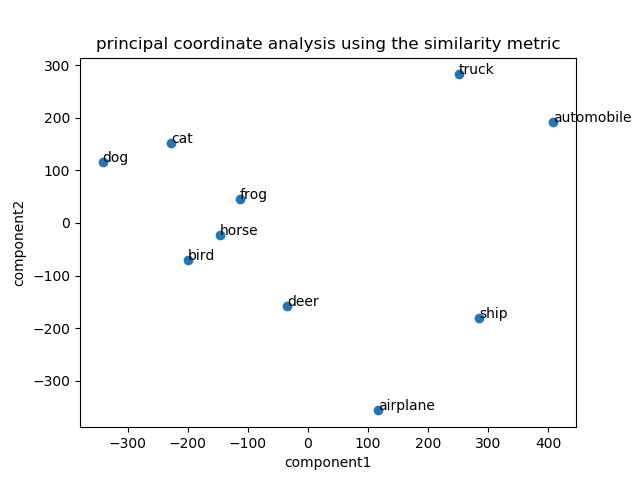 principal coordinate analysis using the similarity metric
300
200
100
0
−100
−200
−300
component2
truck
automobile
cat
dog
frog
horse
bird
deer
ship
airplane
−300 −200 −100 0 100 200 300 400
component1